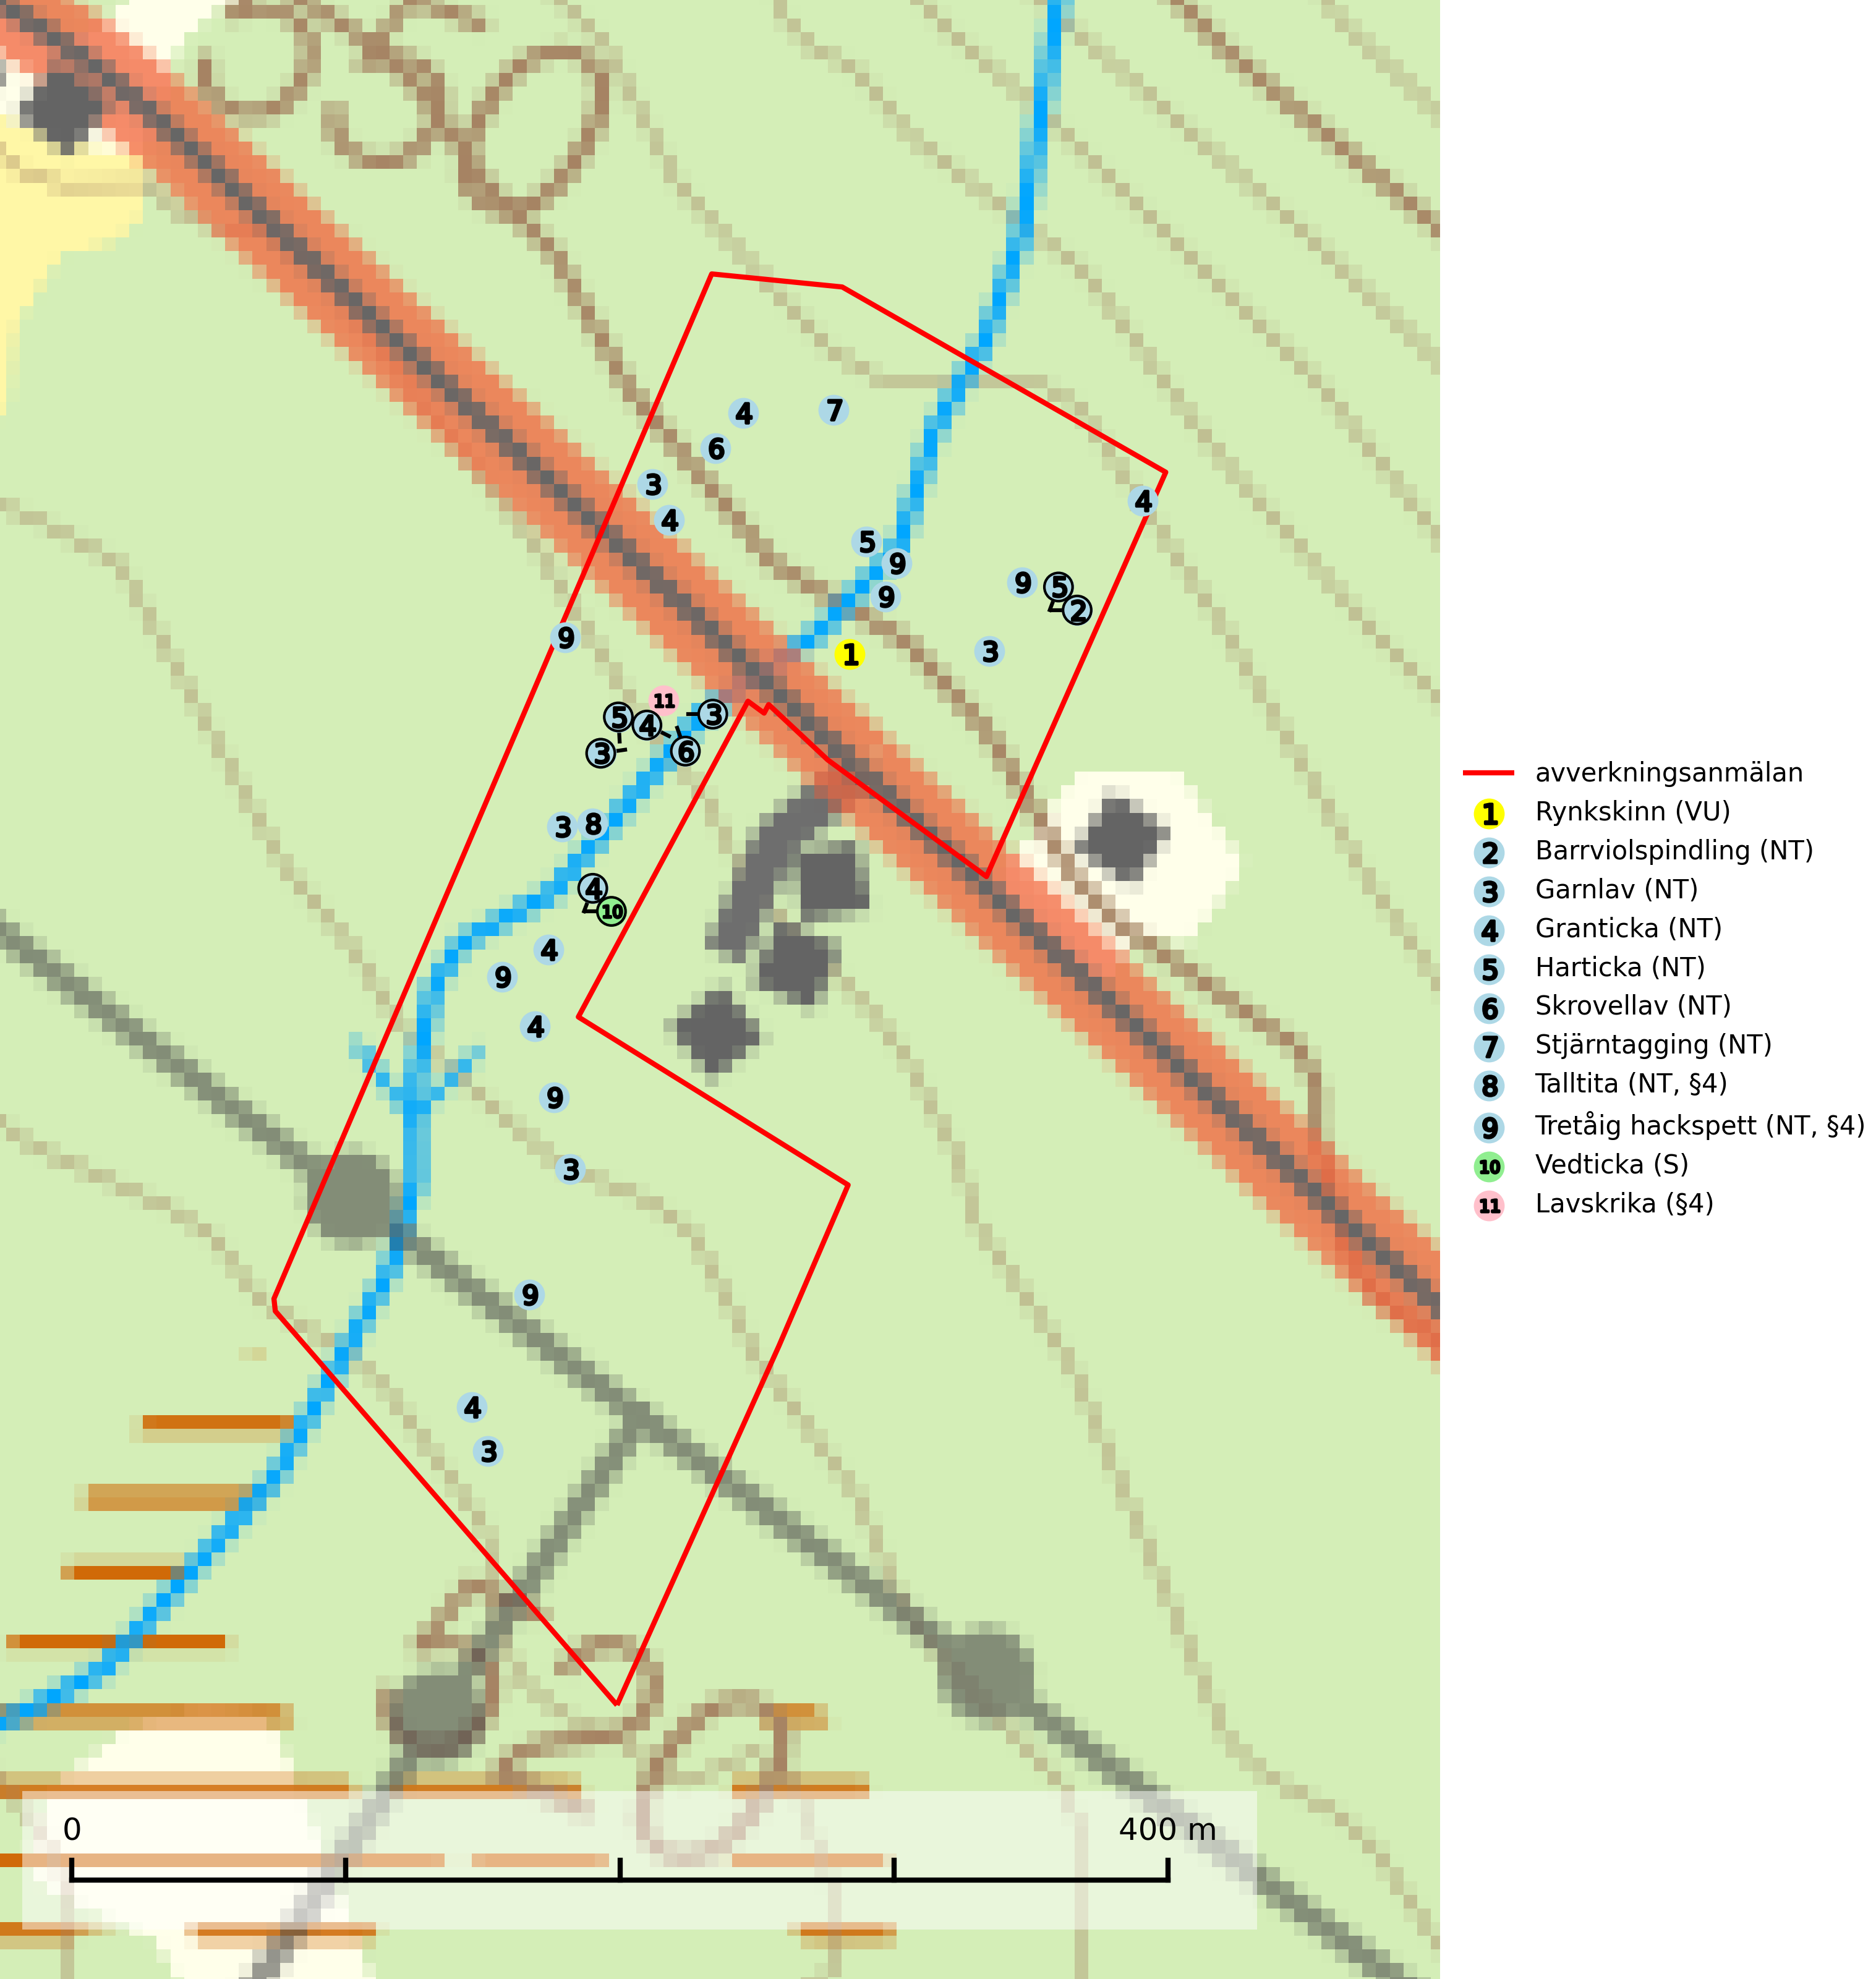 350
4
7
6
3
4
4
5
9
9
9
5
2
9
1
3
11
5
4
3
3
6
3
8
4
10
4
9
4
9
3
9
4
3
250
0
400 m
avverkningsanmälan
1 Rynkskinn (VU)
2 Barrviolspindling (NT)
3 Garnlav (NT)
4 Granticka (NT)
5 Harticka (NT)
6 Skrovellav (NT)
7 Stjärntagging (NT)
8 Talltita (NT, §4)
9 Tretåig hackspett (NT, §4)
10 Vedticka (S)
11 Lavskrika (§4)